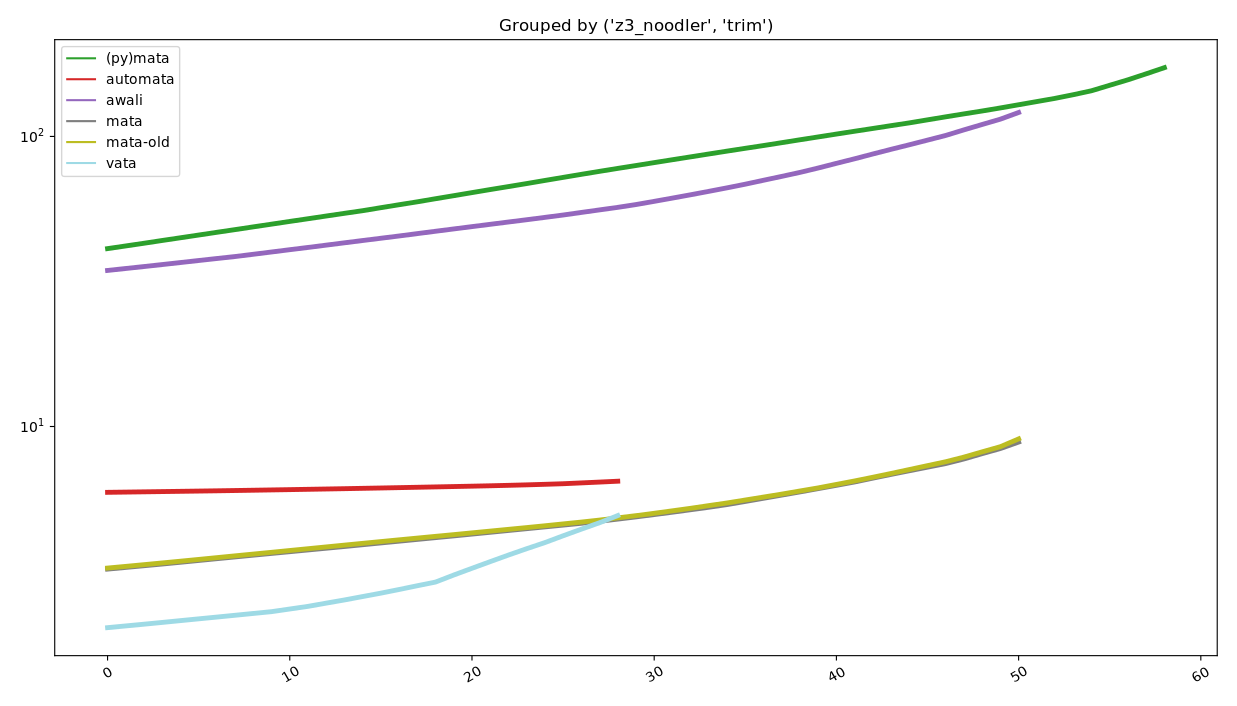 Grouped by ('z3_noodler', 'trim')
(py)mata
automata
awali
mata
mata-old
vata
10²
10¹
0
10
20
30
40
50
60